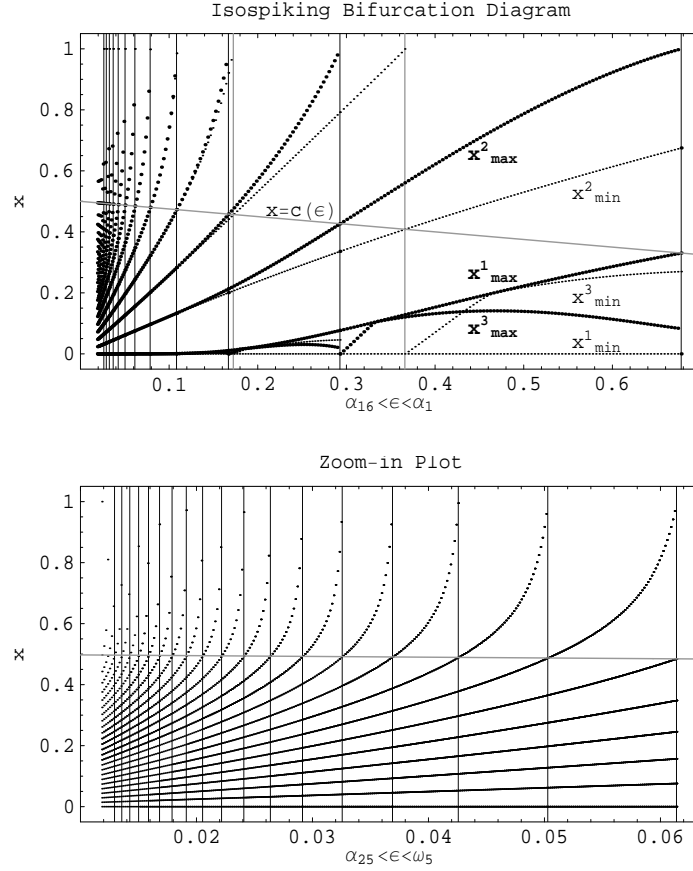 Isospiking Bifurcation Diagram
1
0.8
0.6
0.4
0.2
0
x
x=c(ϵ)
x²max
x²min
x¹max
x³min
x³max
x¹min
0.1 0.2 0.3 0.4 0.5 0.6
α₁₆<ϵ<α₁
Zoom-in Plot
1
0.8
0.6
0.4
0.2
0
x
0.02 0.03 0.04 0.05 0.06
α₂₅<ϵ<ω₅